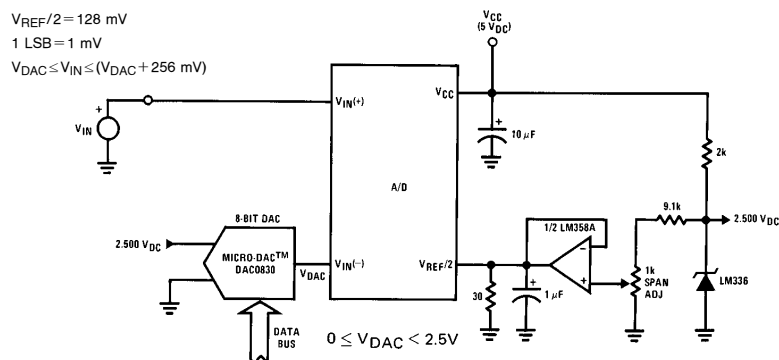 V_REF/2=128 mV
1 LSB=1 mV
V_DAC≤V_IN≤(V_DAC+256 mV)
V_CC
(5 V_DC)
V_IN(+)
V_CC
+
V_IN
+
10 μF
2k
A/D
8-BIT DAC
9.1k
2.500 V_DC
1/2 LM358A
2.500 V_DC
MICRO-DAC™
DAC0830
V_DAC
V_IN(−)
V_REF/2
−
+
1k
SPAN
ADJ
LM336
30
+
1 μF
DATA
BUS
0 ≤ V_DAC < 2.5V